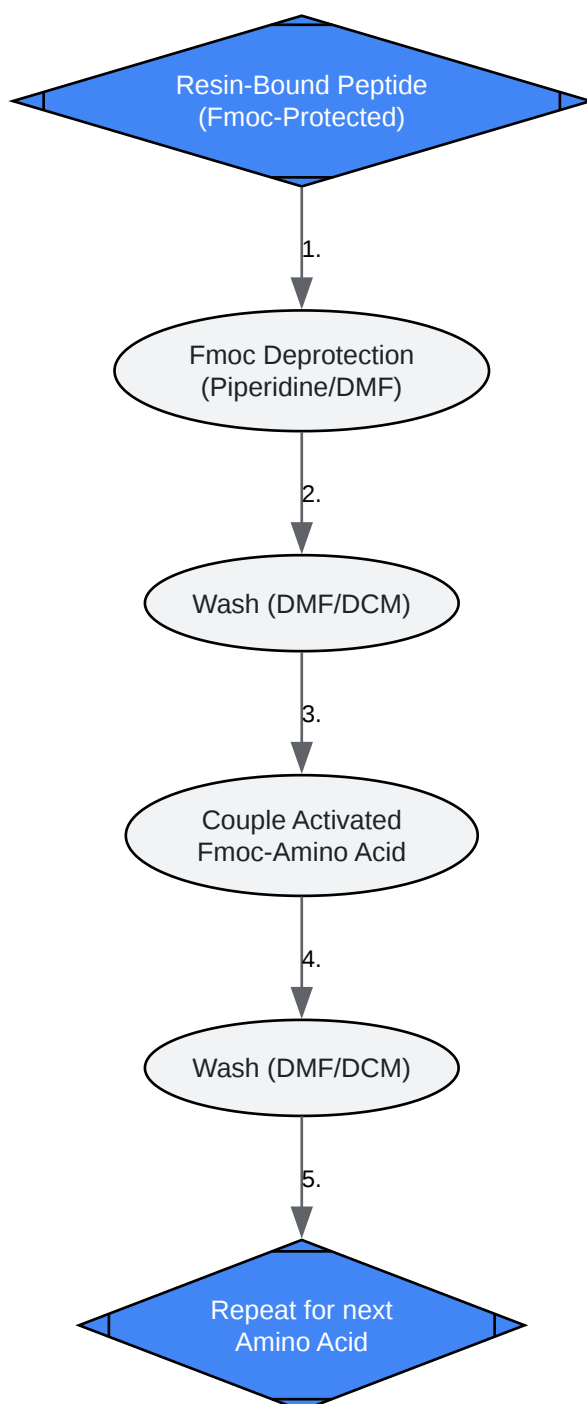 Resin-Bound Peptide
(Fmoc-Protected)
1.
Fmoc Deprotection
(Piperidine/DMF)
2.
Wash (DMF/DCM)
3.
Couple Activated
Fmoc-Amino Acid
4.
Wash (DMF/DCM)
5.
Repeat for next
Amino Acid